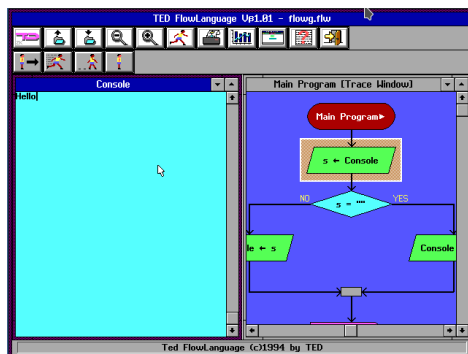 TED FlowLanguage Vp1.01 - flowg.flw
Console
Hello
Main Program [Trace Window]
Main Program
s ← Console
NO
s = ""
YES
le ← s
Console
Ted FlowLanguage (c)1994 by TED